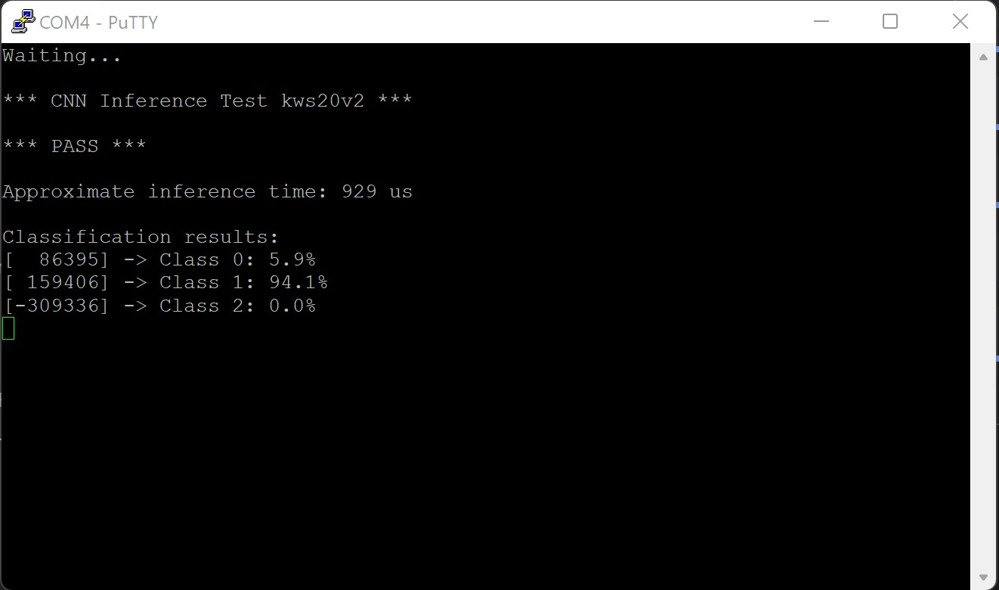 COM4 - PuTTY
Waiting...
*** CNN Inference Test kws20v2 ***
*** PASS ***
Approximate inference time: 929 us
Classification results:
[  86395] -> Class 0: 5.9%
[ 159406] -> Class 1: 94.1%
[-309336] -> Class 2: 0.0%